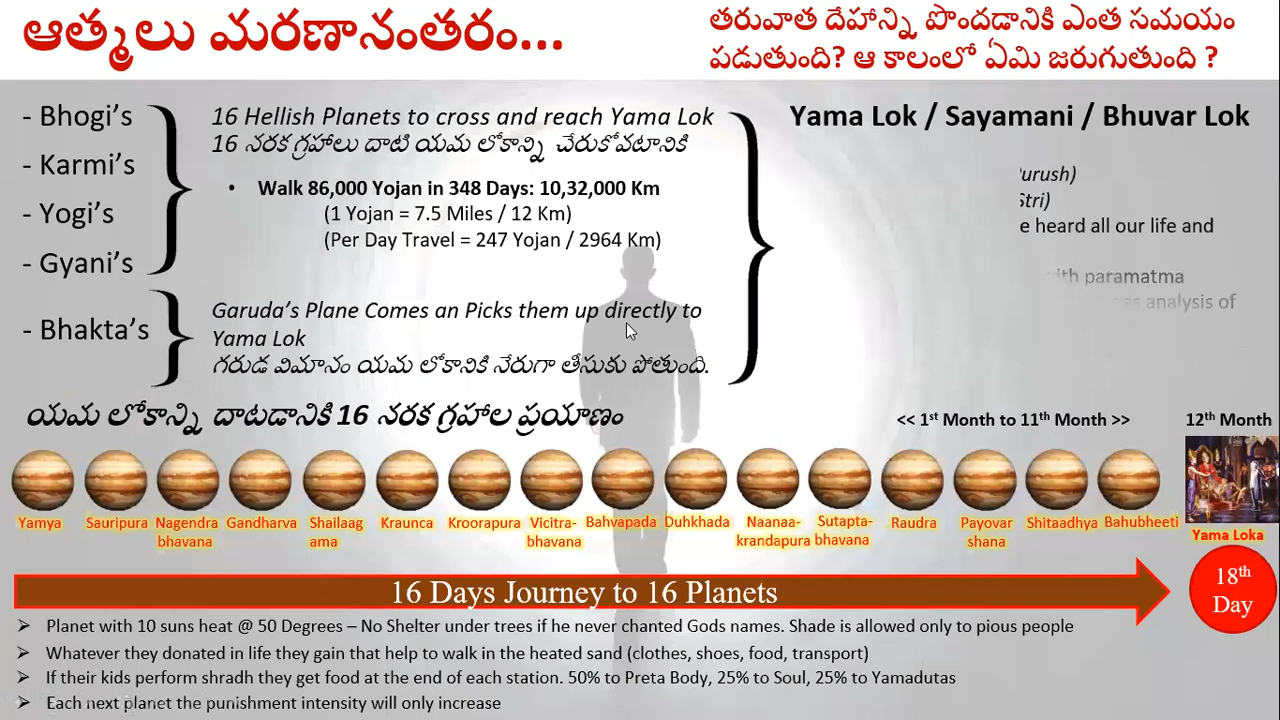 ఆత్మలు మరణానంతరం...
తరువాత దేహాన్ని పొందడానికి ఎంత సమయం
పడుతుంది? ఆ కాలంలో ఏమి జరుగుతుంది ?
- Bhogi's
- Karmi's
- Yogi's
- Gyani's
- Bhakta's
16 Hellish Planets to cross and reach Yama Lok
16 నరక గ్రహాలు దాటి యమ లోకాన్ని చేరుకోవటానికి
• Walk 86,000 Yojan in 348 Days: 10,32,000 Km
(1 Yojan = 7.5 Miles / 12 Km)
(Per Day Travel = 247 Yojan / 2964 Km)
Garuda's Plane Comes an Picks them up directly to
Yama Lok
గరుడ విమానం యమ లోకానికి నేరుగా తీసుకు పోతుంది.
Yama Lok / Sayamani / Bhuvar Lok
urush)
Stri)
e heard all our life and
ith paramatma
analysis of
యమ లోకాన్ని దాటడానికి 16 నరక గ్రహాల ప్రయాణం
<< 1st Month to 11th Month >>
12th Month
Yamya
Sauripura
Nagendra
bhavana
Gandharva
Shailaag
ama
Kraunca
Kroorapura
Vicitra-
bhavana
Bahvapada
Duhkhada
Naanaa-
krandapura
Sutapta-
bhavana
Raudra
Payovar
shana
Shitaadhya
Bahubheeti
Yama Loka
16 Days Journey to 16 Planets
18th
Day
➢ Planet with 10 suns heat @ 50 Degrees – No Shelter under trees if he never chanted Gods names. Shade is allowed only to pious people
➢ Whatever they donated in life they gain that help to walk in the heated sand (clothes, shoes, food, transport)
➢ If their kids perform shradh they get food at the end of each station. 50% to Preta Body, 25% to Soul, 25% to Yamadutas
➢ Each next planet the punishment intensity will only increase